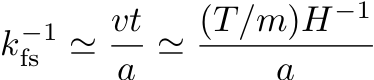 $k_{\rm fs}^{-1} \simeq \frac{vt}{a} \simeq \frac{(T/m)H^{-1}}{a}$